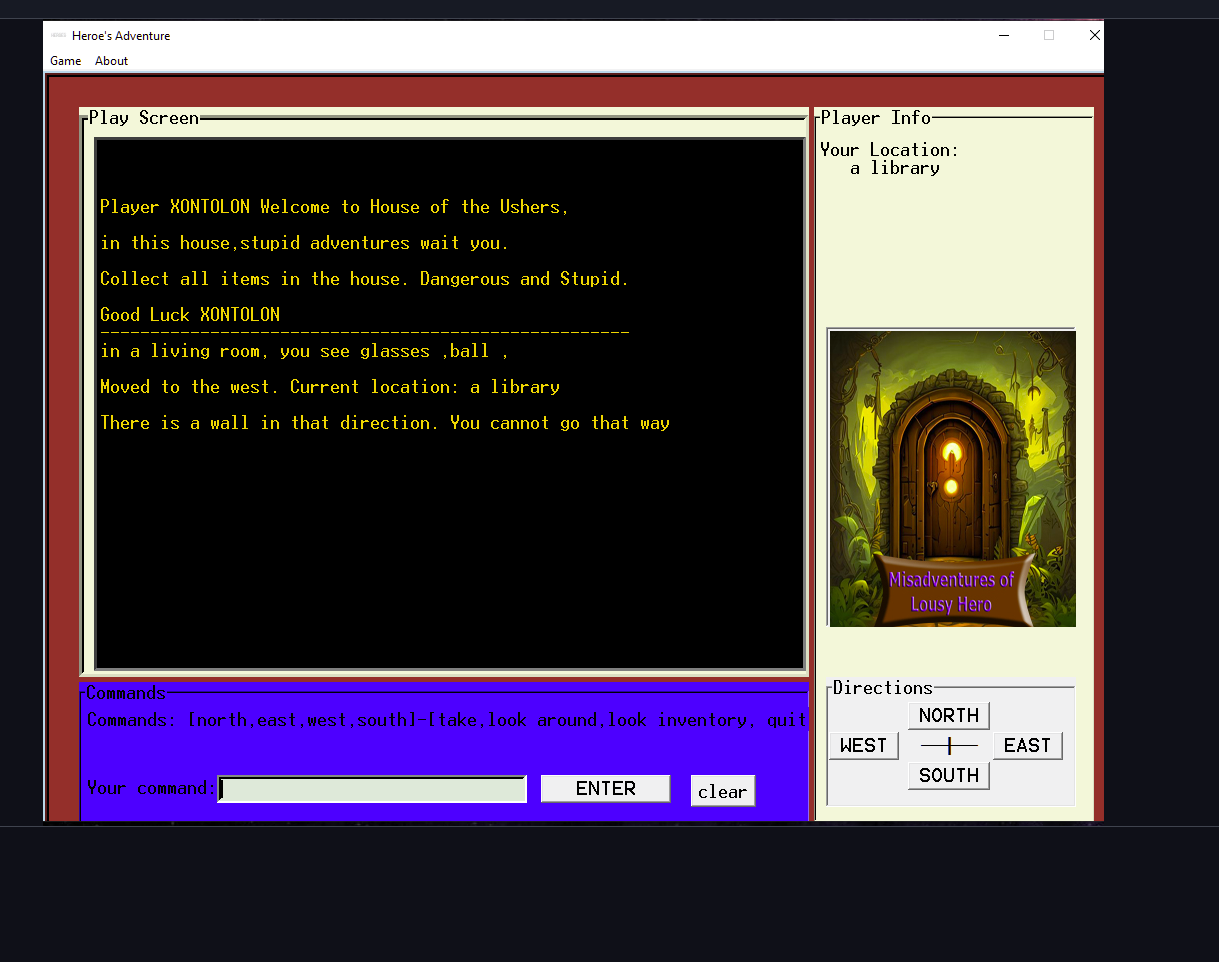 Heroe's Adventure
Game About
Play Screen
Player XONTOLON Welcome to House of the Ushers,
in this house,stupid adventures wait you.
Collect all items in the house. Dangerous and Stupid.
Good Luck XONTOLON
-----------------------------------------------------
in a living room, you see glasses ,ball ,
Moved to the west. Current location: a library
There is a wall in that direction. You cannot go that way
Commands
Commands: [north,east,west,south]-[take,look around,look inventory, quit
Your command:
ENTER
clear
Player Info
Your Location:
a library
Misadventures of
Lousy Hero
Directions
NORTH
WEST
EAST
SOUTH